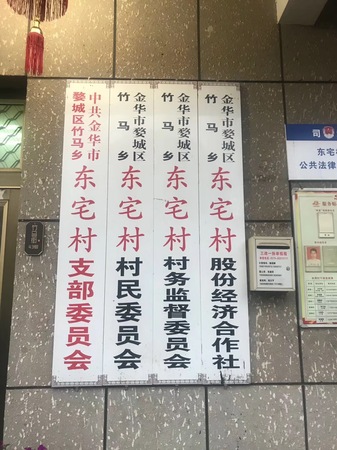 中共金华市
婺城区竹马乡
东宅村支部委员会
金华市婺城区
竹马乡
东宅村村民委员会
金华市婺城区
竹马乡
东宅村村务监督委员会
金华市婺城区
竹马乡
东宅村股份经济合作社
司
东宅
公共法律